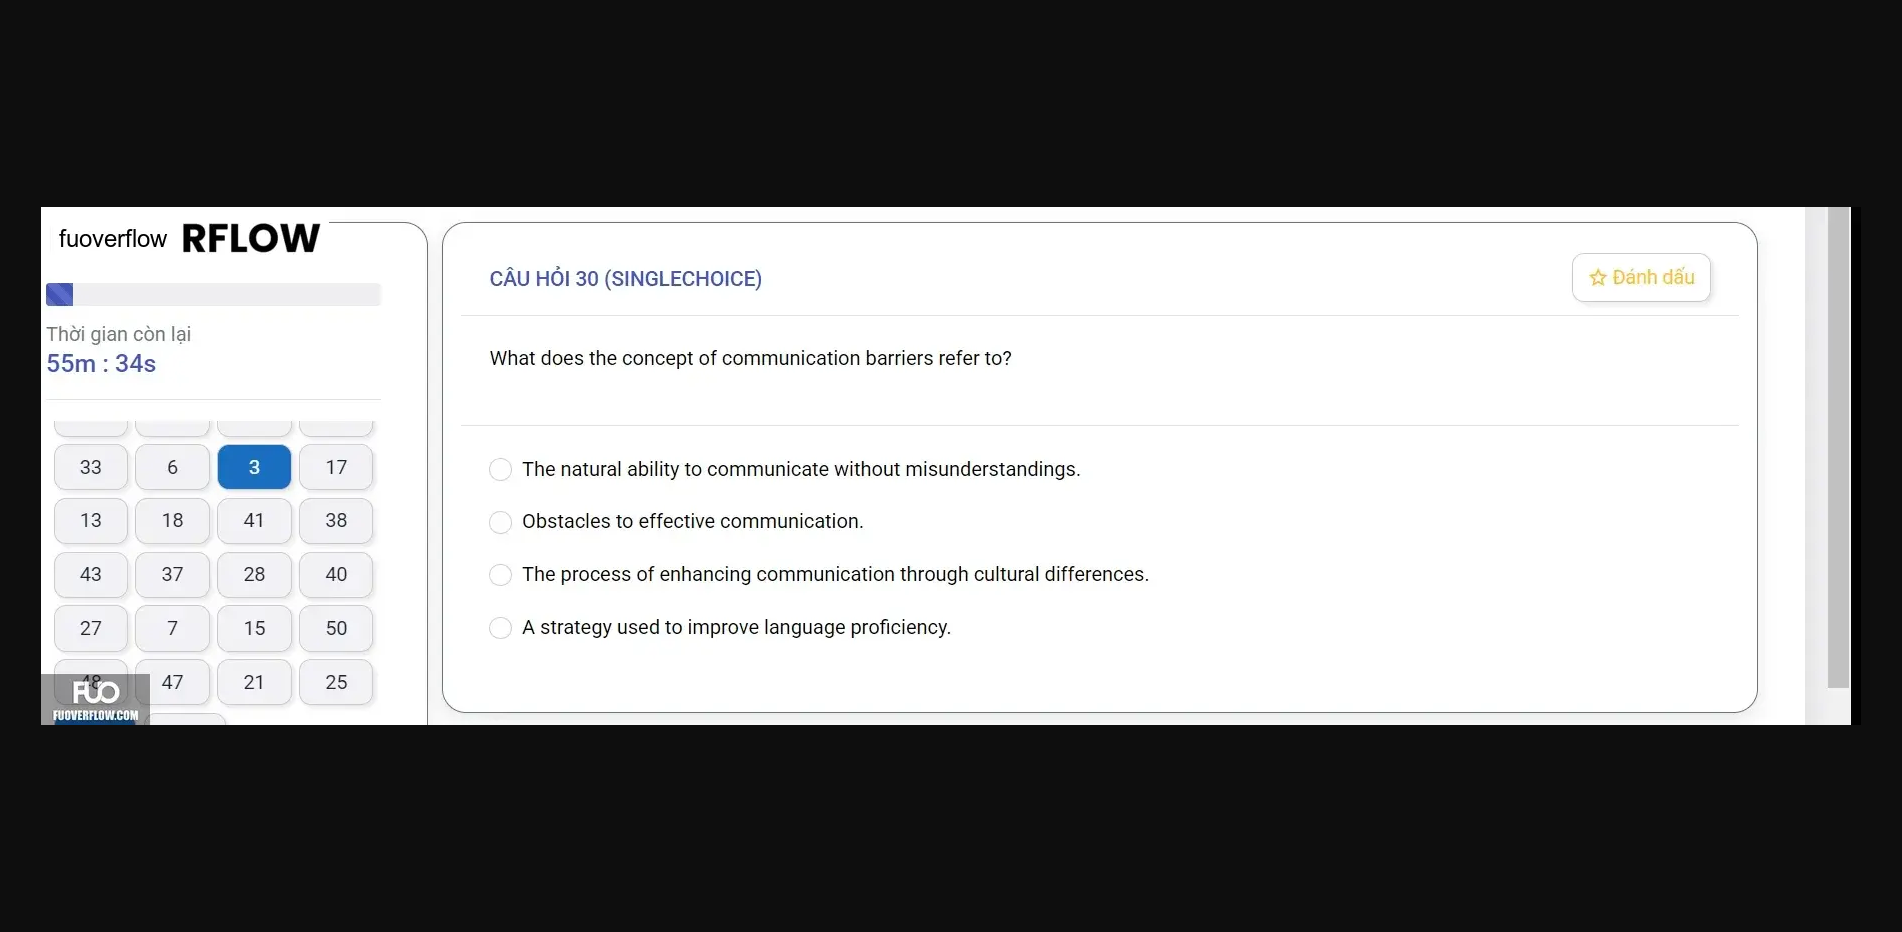 fuoverflow RFLOW
Thời gian còn lại
55m : 34s
33 6 3 17
13 18 41 38
43 37 28 40
27 7 15 50
48 47 21 25
FUO
FUOVERFLOW.COM
CÂU HỎI 30 (SINGLECHOICE)
Đánh dấu
What does the concept of communication barriers refer to?
The natural ability to communicate without misunderstandings.
Obstacles to effective communication.
The process of enhancing communication through cultural differences.
A strategy used to improve language proficiency.